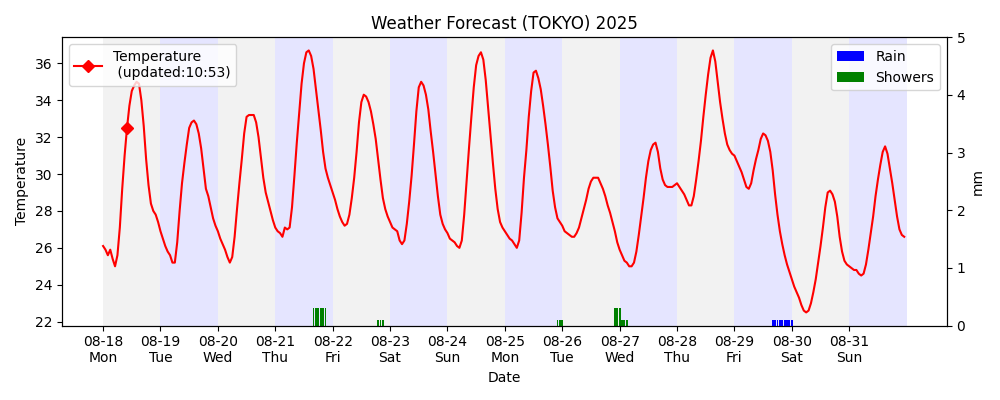 Weather Forecast (TOKYO) 2025
Temperature
(updated:10:53)
Rain
Showers
Temperature
36
34
32
30
28
26
24
22
5
4
3
2
1
0
mm
08-18 08-19 08-20 08-21 08-22 08-23 08-24 08-25 08-26 08-27 08-28 08-29 08-30 08-31
Mon Tue Wed Thu Fri Sat Sun Mon Tue Wed Thu Fri Sat Sun
Date